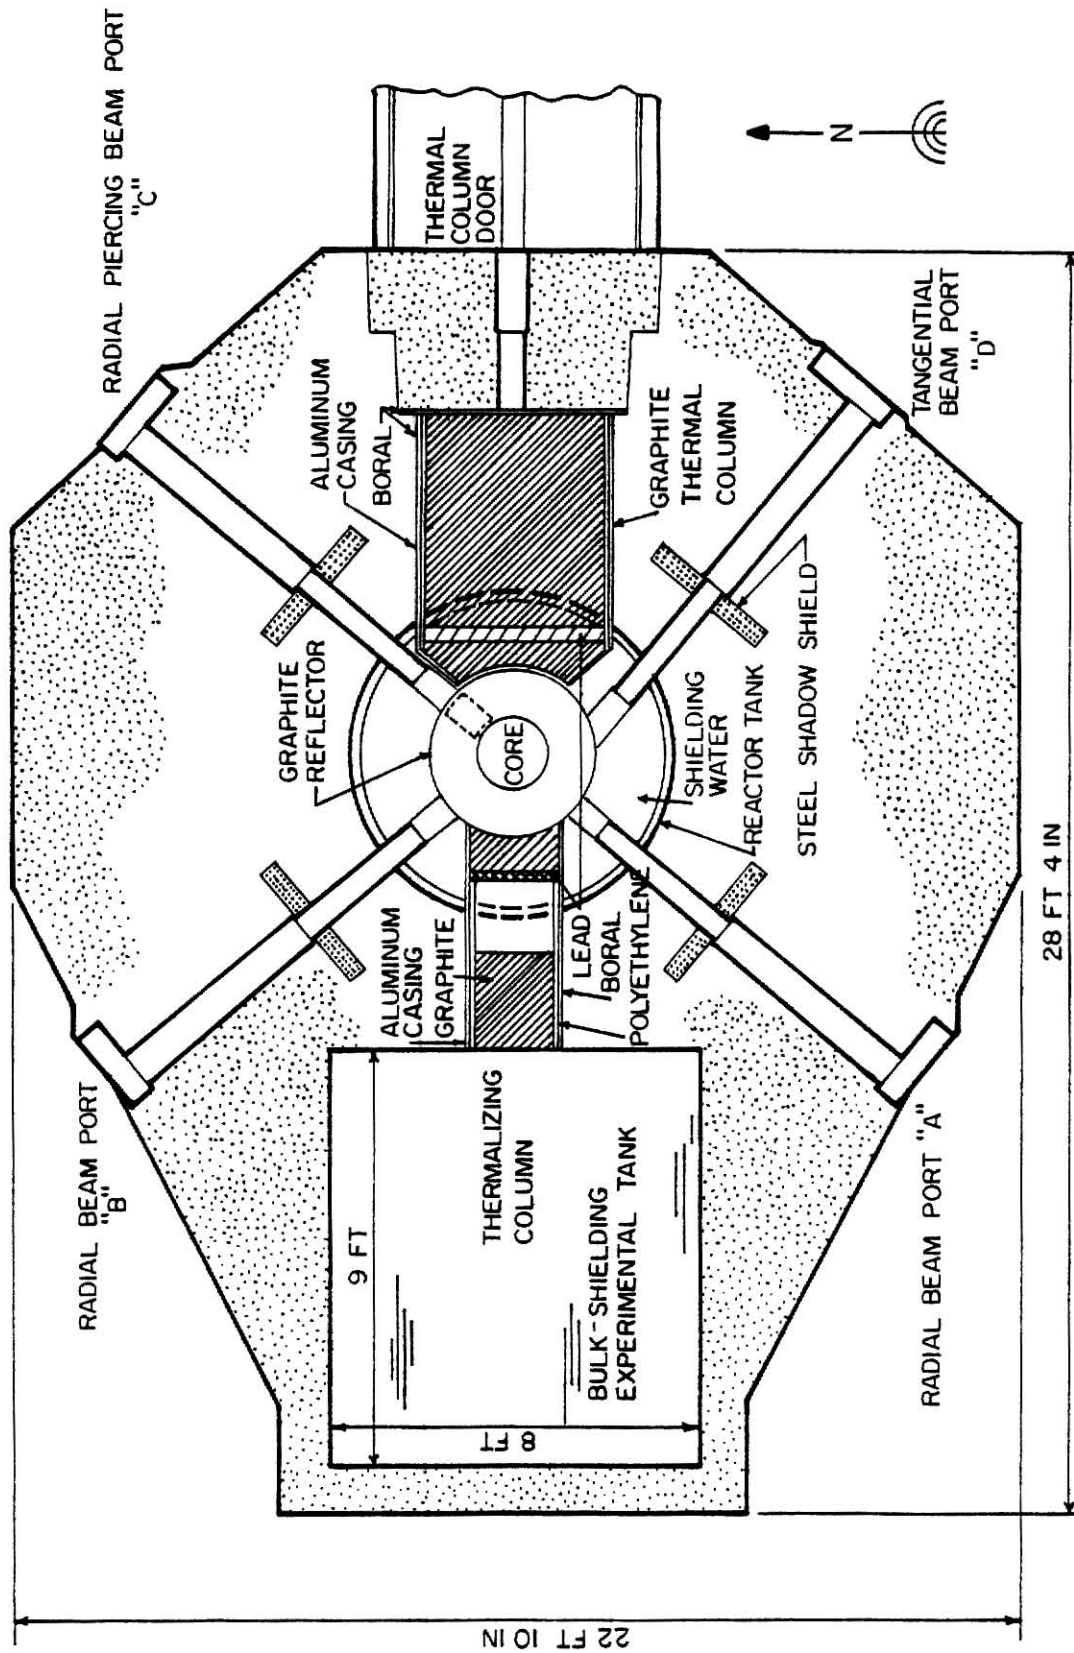 RADIAL PIERCING BEAM PORT
"C"
RADIAL BEAM PORT
"B"
THERMAL
COLUMN
DOOR
N
ALUMINUM
CASING
BORAL
GRAPHITE
REFLECTOR
CORE
GRAPHITE
THERMAL
COLUMN
TANGENTIAL
BEAM PORT
"D"
ALUMINUM
CASING
GRAPHITE
LEAD
BORAL
POLYETHYLENE
SHIELDING
WATER
REACTOR TANK
STEEL SHADOW SHIELD
9 FT
8 FT
THERMALIZING
COLUMN
BULK-SHIELDING
EXPERIMENTAL TANK
RADIAL BEAM PORT "A"
28 FT 4 IN
22 FT 10 IN